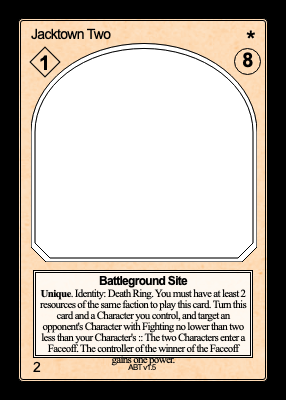 Jacktown Two
*
1
8
Battleground Site
Unique. Identity: Death Ring. You must have at least 2
resources of the same faction to play this card. Turn this
card and a Character you control, and target an
opponent's Character with Fighting no lower than two
less than your Character's :: The two Characters enter a
Faceoff. The controller of the winner of the Faceoff
gains one power.
2
ABT v1.5